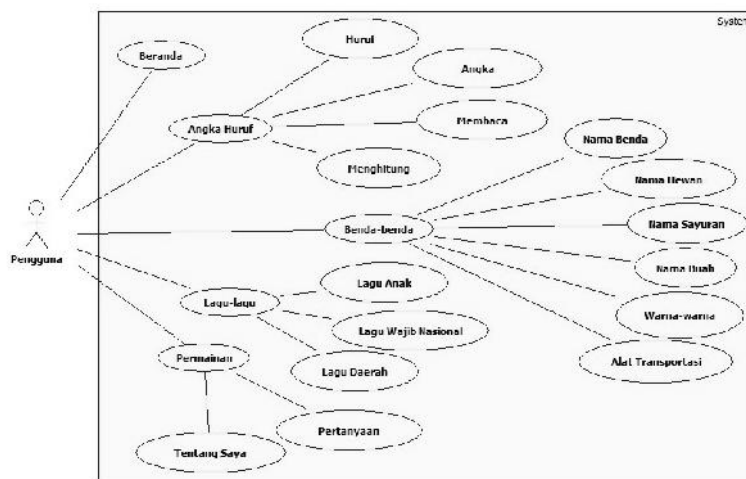 System
Beranda
Huruf
Angka
Angka Huruf
Membaca
Menghitung
Nama Benda
Nama Hewan
Nama Sayuran
Nama Buah
Warna-warna
Alat Transportasi
Benda-benda
Pengguna
Lagu-lagu
Lagu Anak
Lagu Wajib Nasional
Lagu Daerah
Permainan
Pertanyaan
Tentang Saya